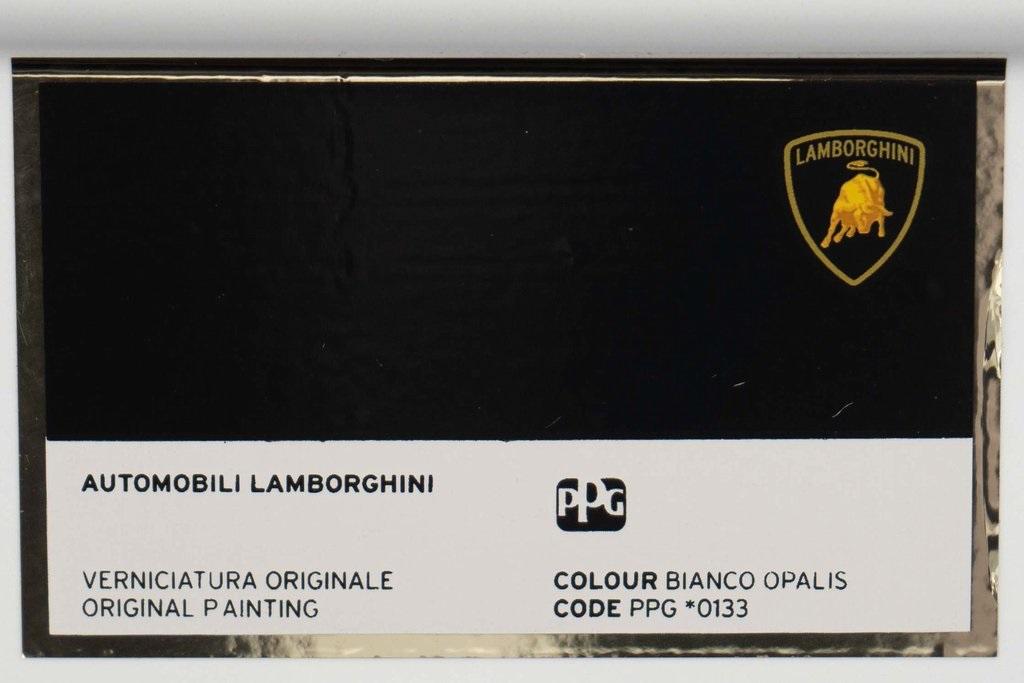 LAMBORGHINI
AUTOMOBILI LAMBORGHINI
PPG
VERNICIATURA ORIGINALE
ORIGINAL PAINTING
COLOUR BIANCO OPALIS
CODE PPG *0133